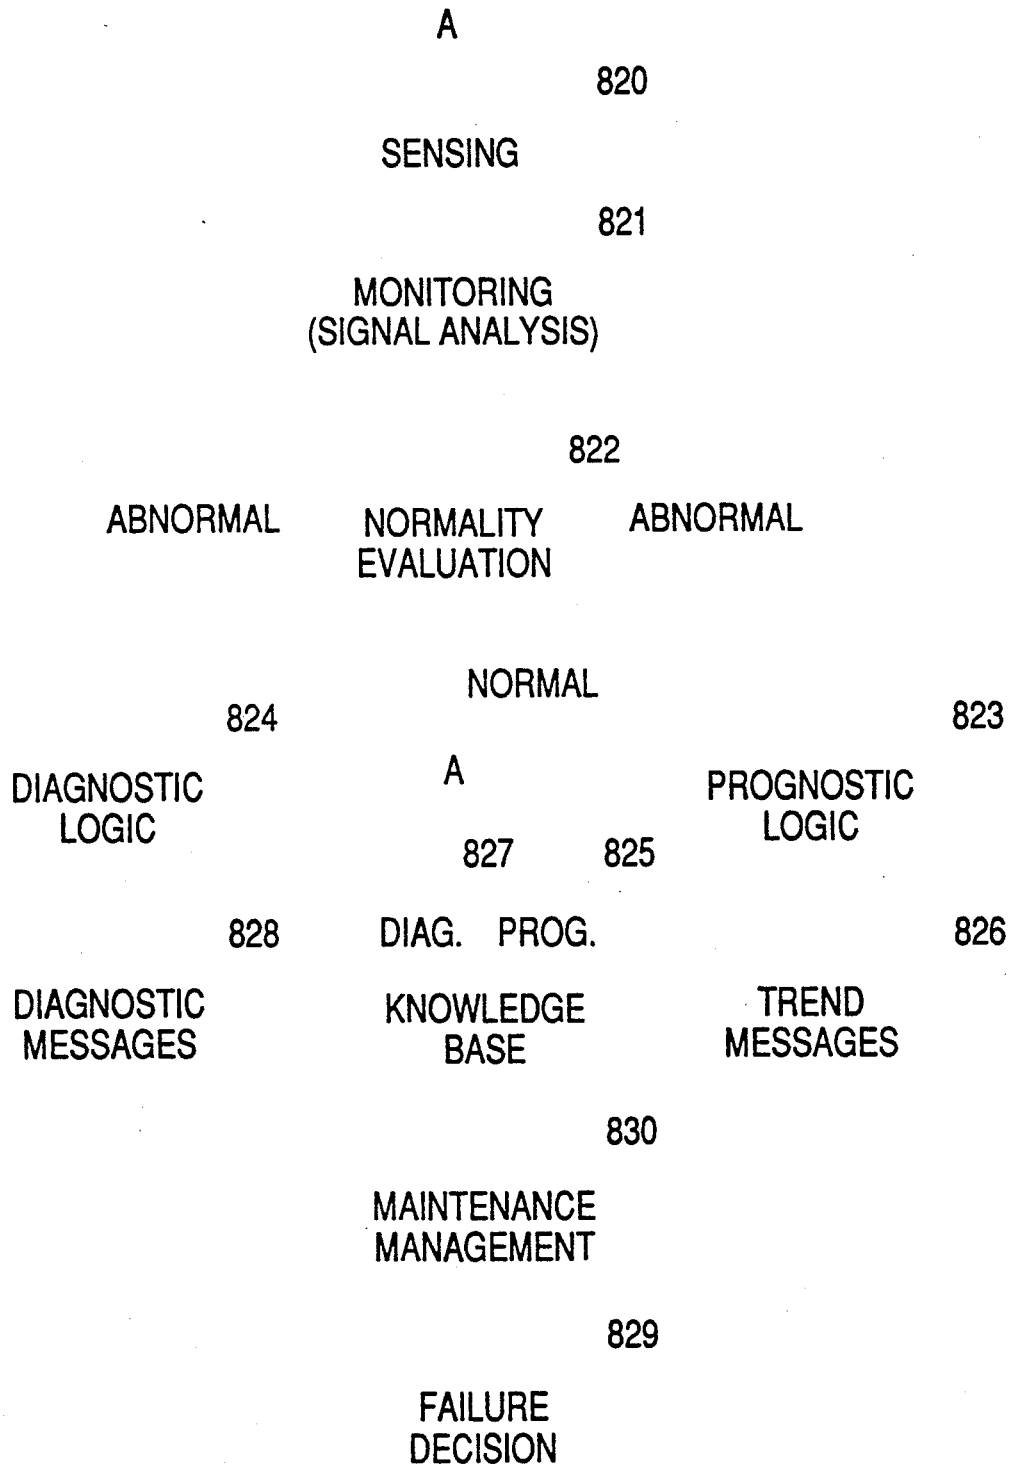 A
820
SENSING
821
MONITORING
(SIGNAL ANALYSIS)
822
ABNORMAL
NORMALITY
EVALUATION
ABNORMAL
NORMAL
824
823
DIAGNOSTIC
LOGIC
A
PROGNOSTIC
LOGIC
827
825
828
DIAG.
PROG.
826
DIAGNOSTIC
MESSAGES
KNOWLEDGE
BASE
TREND
MESSAGES
830
MAINTENANCE
MANAGEMENT
829
FAILURE
DECISION